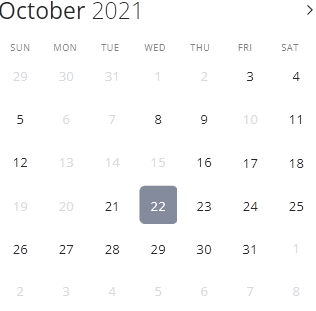 October 2021
SUN MON TUE WED THU FRI SAT
29 30 31 1 2 3 4
5 6 7 8 9 10 11
12 13 14 15 16 17 18
19 20 21 22 23 24 25
26 27 28 29 30 31 1
2 3 4 5 6 7 8